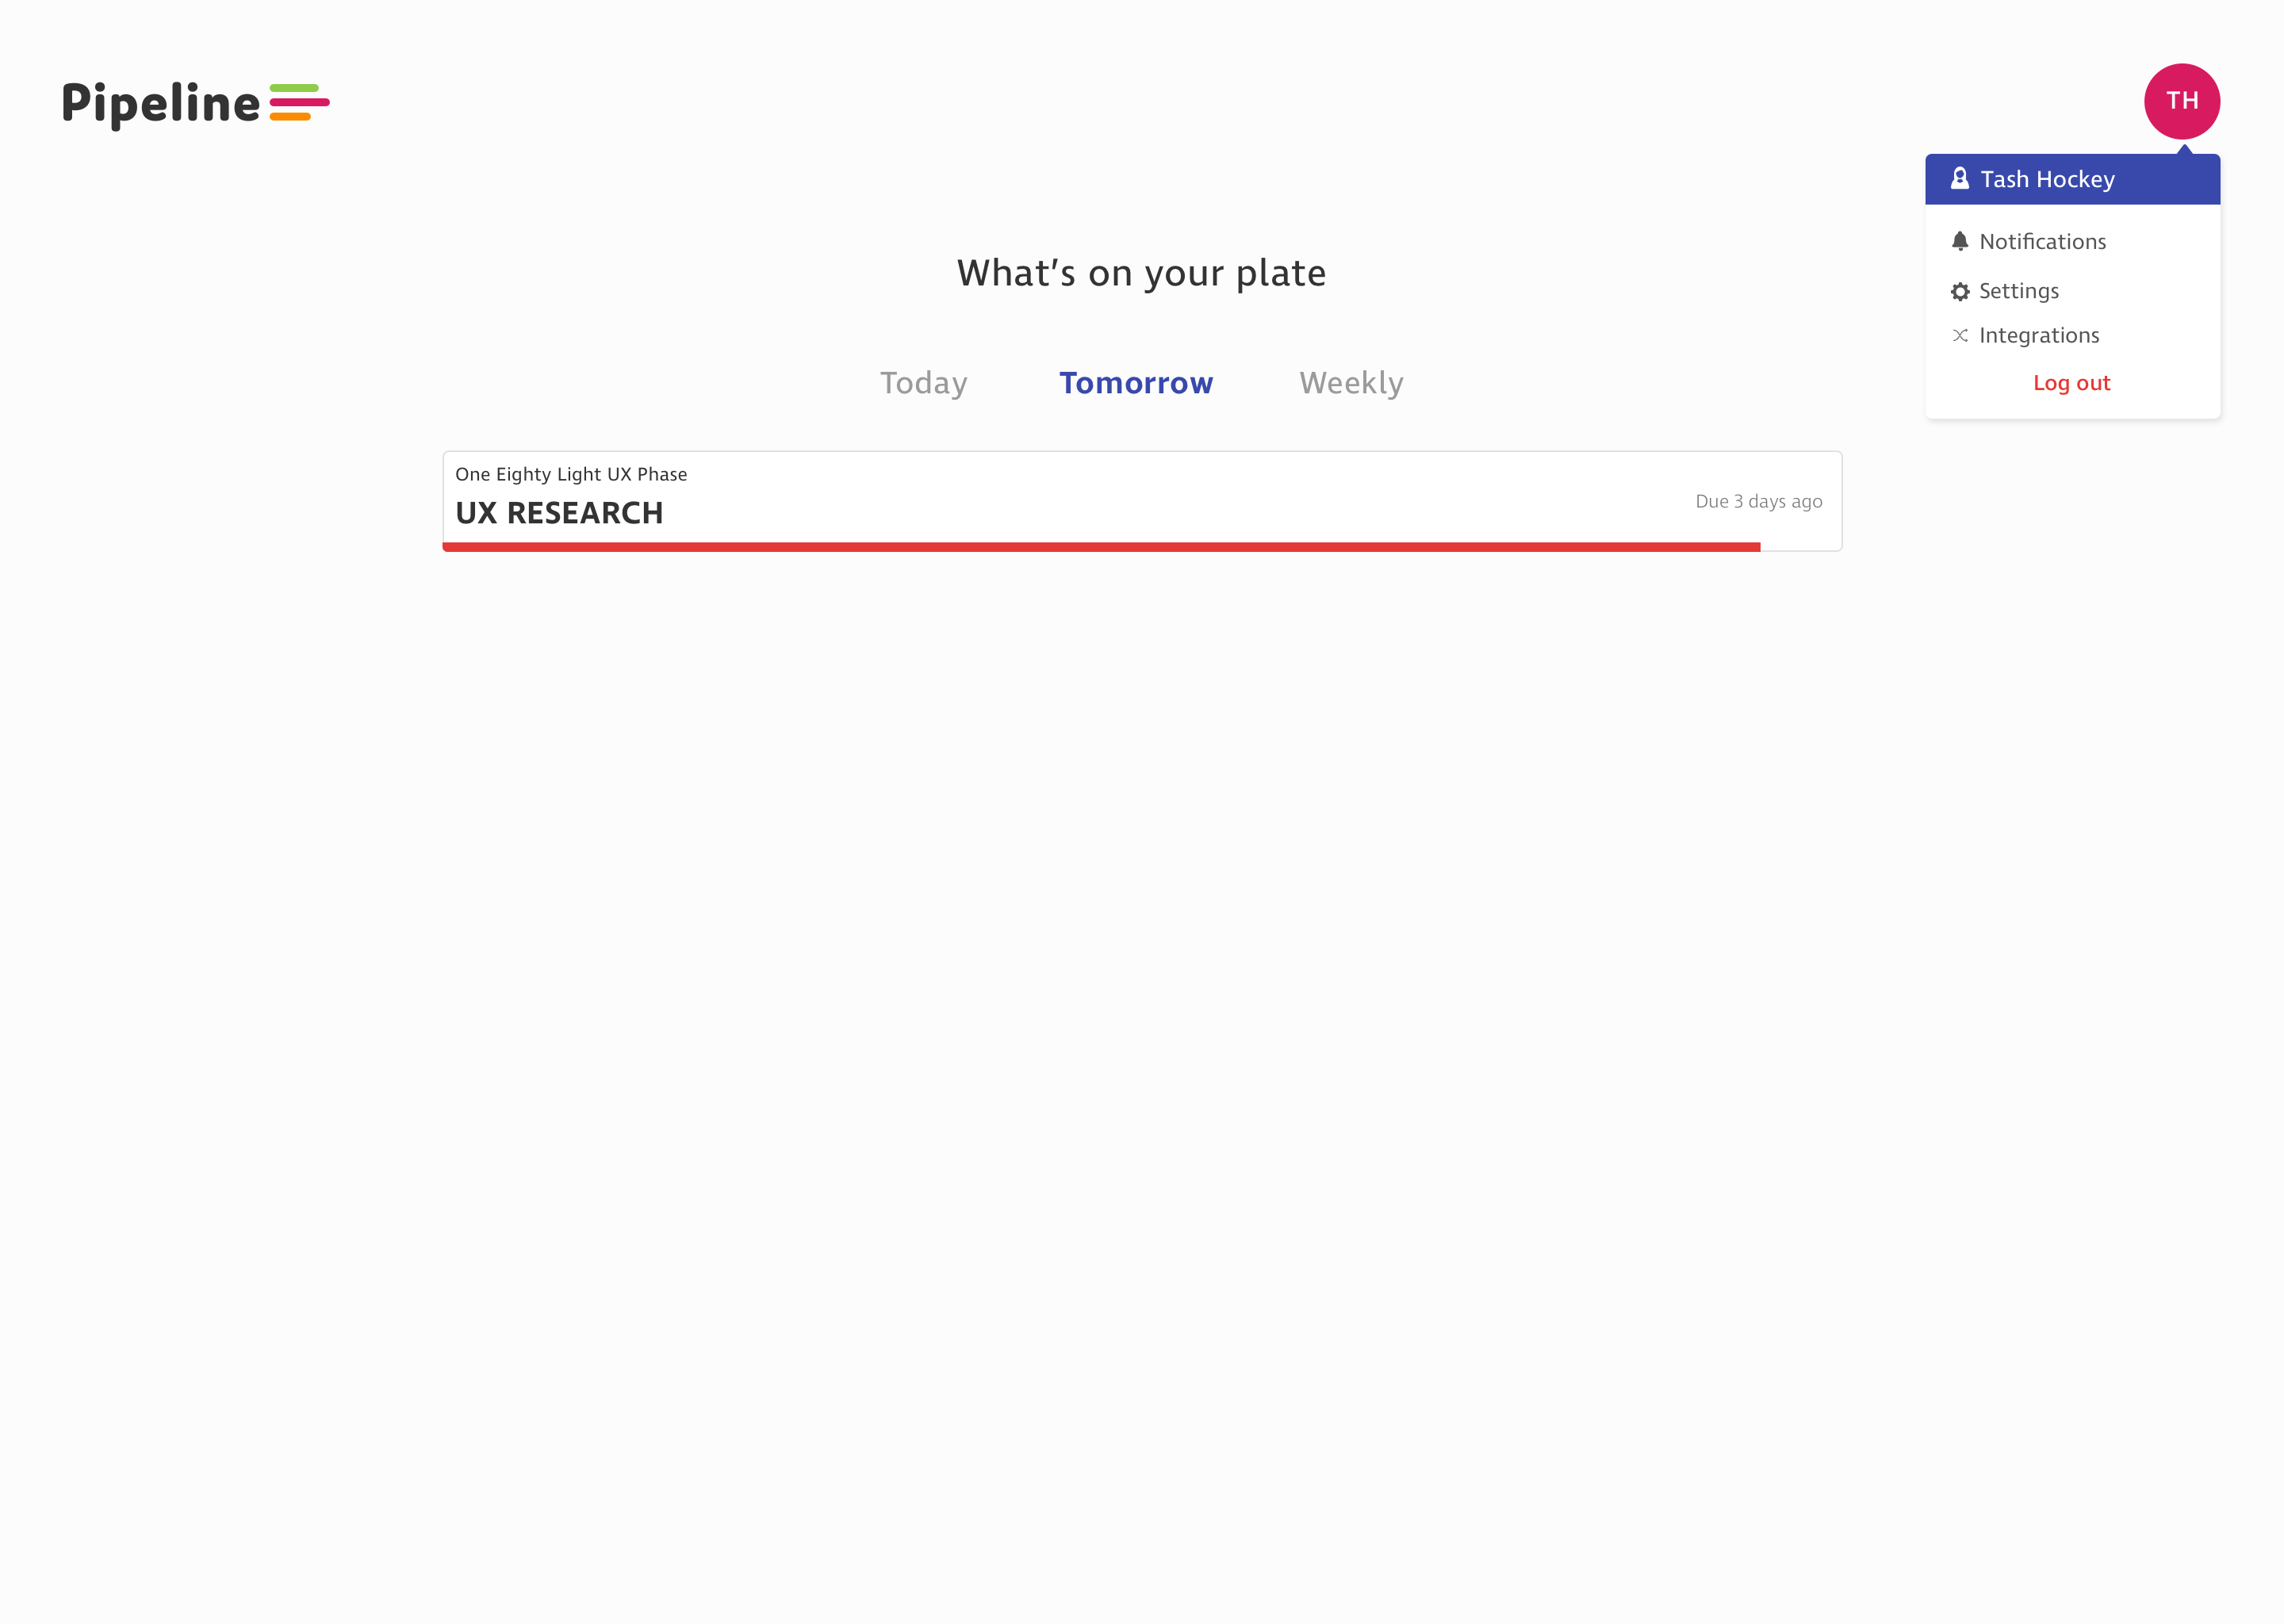 Pipeline
TH
Tash Hockey
Notifications
Settings
Integrations
Log out
What's on your plate
Today
Tomorrow
Weekly
One Eighty Light UX Phase
UX RESEARCH
Due 3 days ago